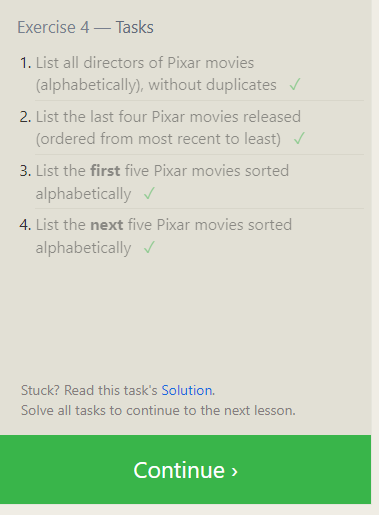 Exercise 4 — Tasks
1. List all directors of Pixar movies
(alphabetically), without duplicates ✓
2. List the last four Pixar movies released
(ordered from most recent to least) ✓
3. List the first five Pixar movies sorted
alphabetically ✓
4. List the next five Pixar movies sorted
alphabetically ✓
Stuck? Read this task's Solution.
Solve all tasks to continue to the next lesson.
Continue ›